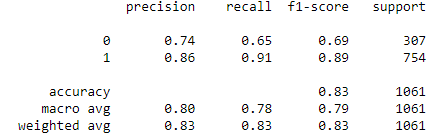 precision recall f1-score support
0 0.74 0.65 0.69 307
1 0.86 0.91 0.89 754
accuracy 0.83 1061
macro avg 0.80 0.78 0.79 1061
weighted avg 0.83 0.83 0.83 1061